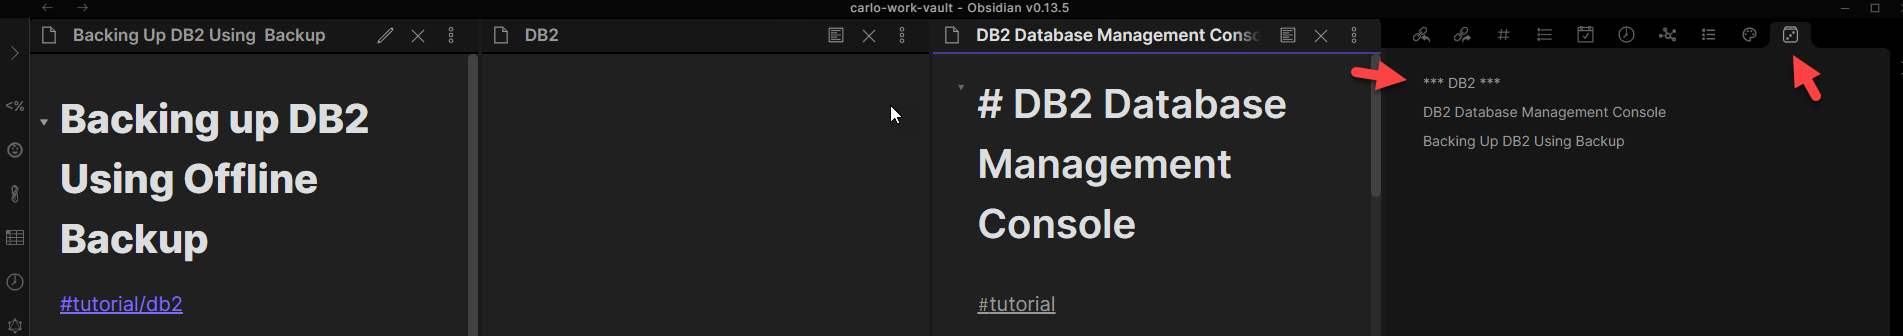 carlo-work-vault - Obsidian v0.13.5
Backing Up DB2 Using Backup
DB2
DB2 Database Management Conso
Backing up DB2
Using Offline
Backup
#tutorial/db2
# DB2 Database
Management
Console
#tutorial
*** DB2 ***
DB2 Database Management Console
Backing Up DB2 Using Backup